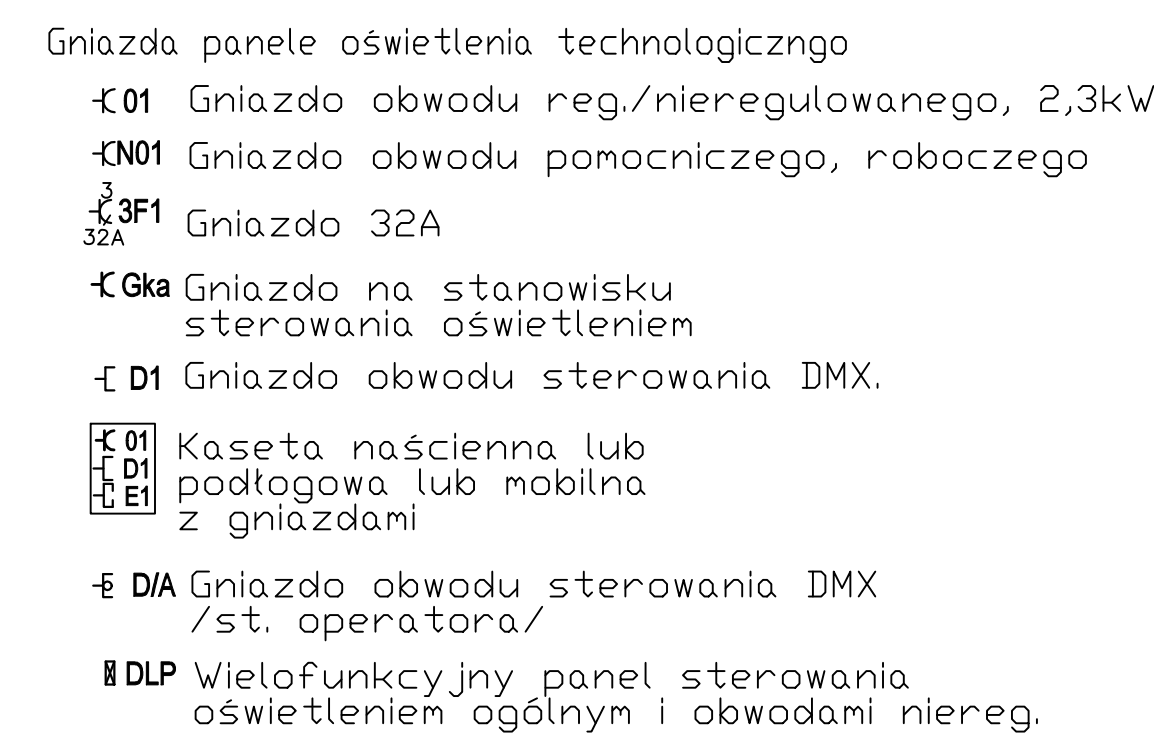 Gniazda panele oświetlenia technologiczngo
01 Gniazdo obwodu reg./nieregulowanego, 2,3kW
N01 Gniazdo obwodu pomocniczego, roboczego
3
3F1 Gniazdo 32A
32A
Gka Gniazdo na stanowisku
sterowania oświetleniem
D1 Gniazdo obwodu sterowania DMX.
01 Kaseta naścienna lub
D1 podłogowa lub mobilna
E1 z gniazdami
D/A Gniazdo obwodu sterowania DMX
/st. operatora/
DLP Wielofunkcyjny panel sterowania
oświetleniem ogólnym i obwodami niereg.